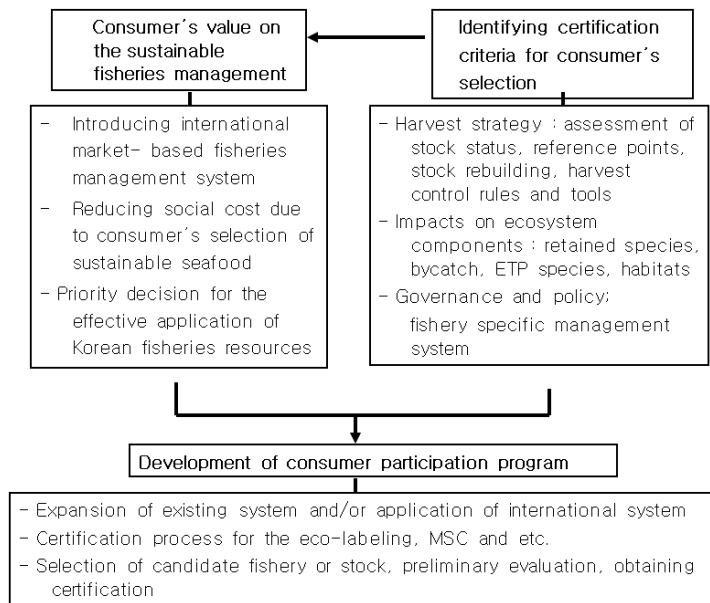 Consumer´s value on
the sustainable
fisheries management
Identifying certification
criteria for consumer´s
selection
- Introducing international
market- based fisheries
management system
- Reducing social cost due
to consumer´s selection of
sustainable seafood
- Priority decision for the
effective application of
Korean fisheries resources
- Harvest strategy : assessment of
stock status, reference points,
stock rebuilding, harvest
control rules and tools
- Impacts on ecosystem
components : retained species,
bycatch, ETP species, habitats
- Governance and policy;
fishery specific management
system
Development of consumer participation program
- Expansion of existing system and/or application of international system
- Certification process for the eco-labeling, MSC and etc.
- Selection of candidate fishery or stock, preliminary evaluation, obtaining
certification